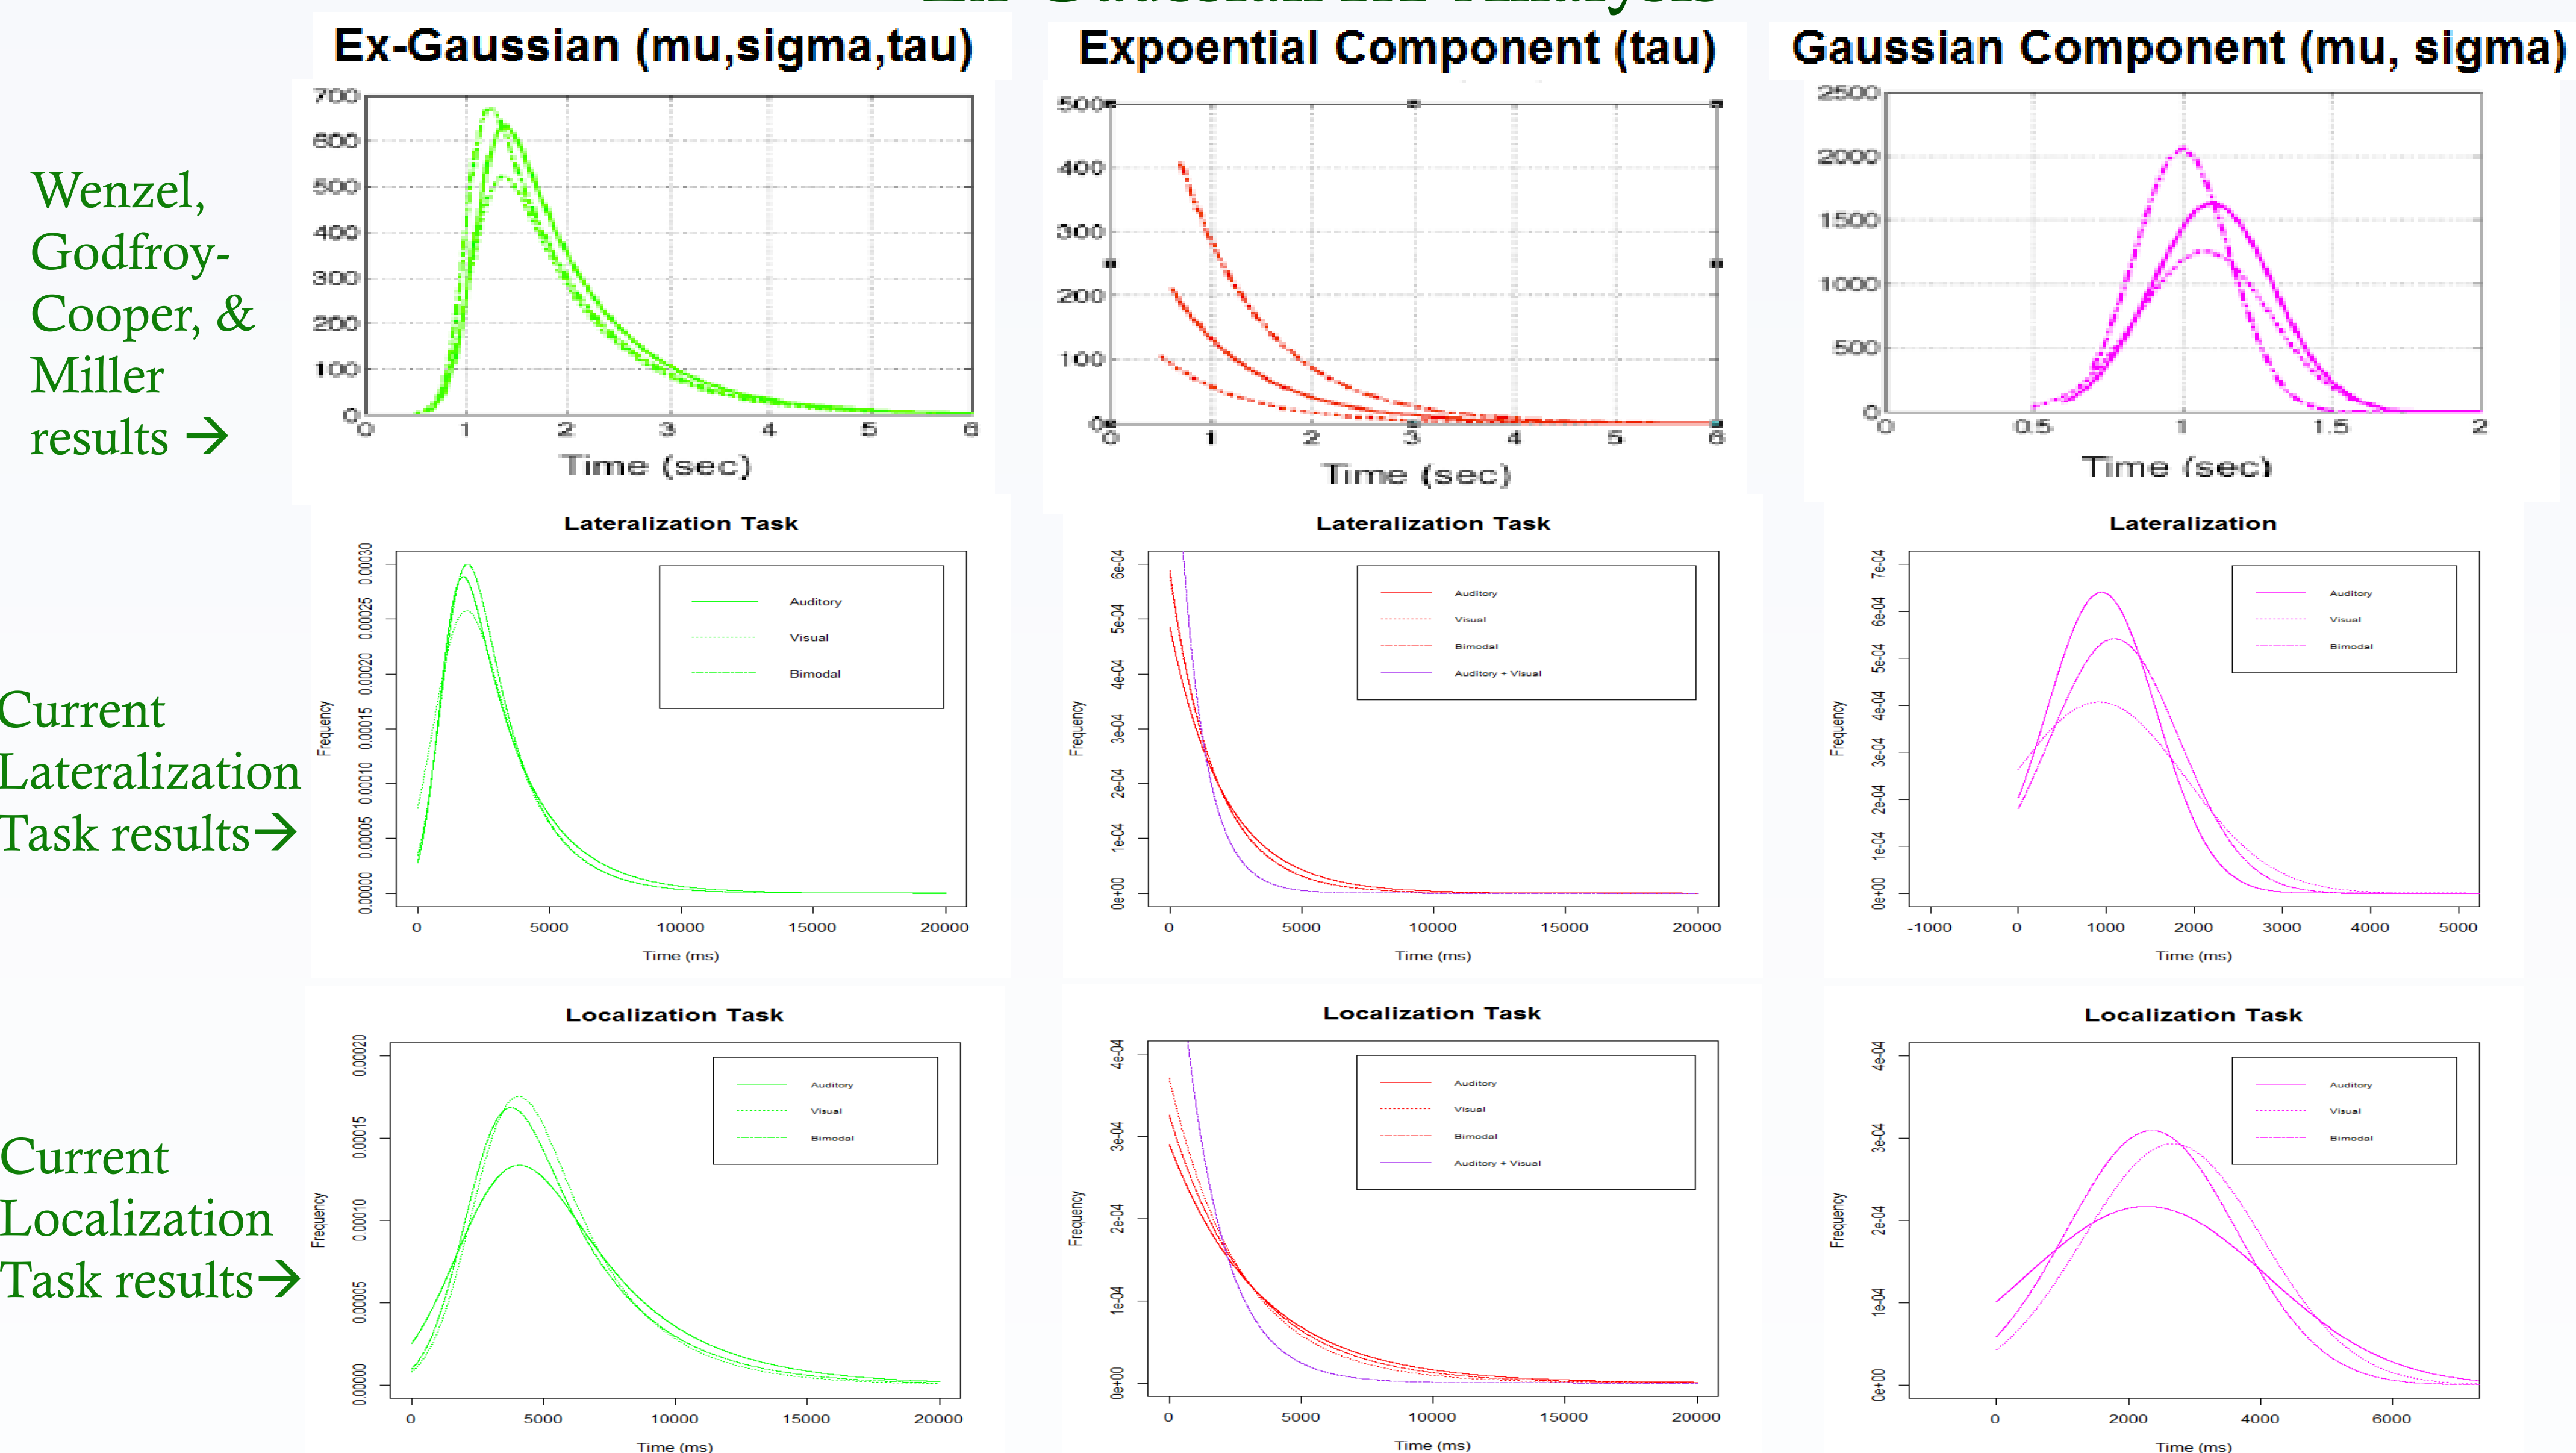 Ex-Gaussian (mu,sigma,tau)
Expoential Component (tau)
Gaussian Component (mu, sigma)
Wenzel,
Godfroy-
Cooper, &
Miller
results →
700
600
500
400
300
200
100
0
0 1 2 3 4 5 6
Time (sec)
500
400
300
200
100
0
0 1 2 3 4 5 6
Time (sec)
2500
2000
1500
1000
500
0
0 0.5 1 1.5 2
Time (sec)
Current
Lateralization
Task results→
Lateralization Task
Frequency
0.00030
0.00025
0.00020
0.00015
0.00010
0.00005
0.00000
Auditory
Visual
Bimodal
0 5000 10000 15000 20000
Time (ms)
Lateralization Task
Frequency
6e-04
5e-04
4e-04
3e-04
2e-04
1e-04
0e+00
Auditory
Visual
Bimodal
Auditory + Visual
0 5000 10000 15000 20000
Time (ms)
Lateralization
Frequency
7e-04
6e-04
5e-04
4e-04
3e-04
2e-04
1e-04
0e+00
Auditory
Visual
Bimodal
-1000 0 1000 2000 3000 4000 5000
Time (ms)
Current
Localization
Task results→
Localization Task
Frequency
0.00020
0.00015
0.00010
0.00005
0.00000
Auditory
Visual
Bimodal
0 5000 10000 15000 20000
Time (ms)
Localization Task
Frequency
4e-04
3e-04
2e-04
1e-04
0e+00
Auditory
Visual
Bimodal
Auditory + Visual
0 5000 10000 15000 20000
Time (ms)
Localization Task
Frequency
4e-04
3e-04
2e-04
1e-04
0e+00
Auditory
Visual
Bimodal
0 2000 4000 6000
Time (ms)